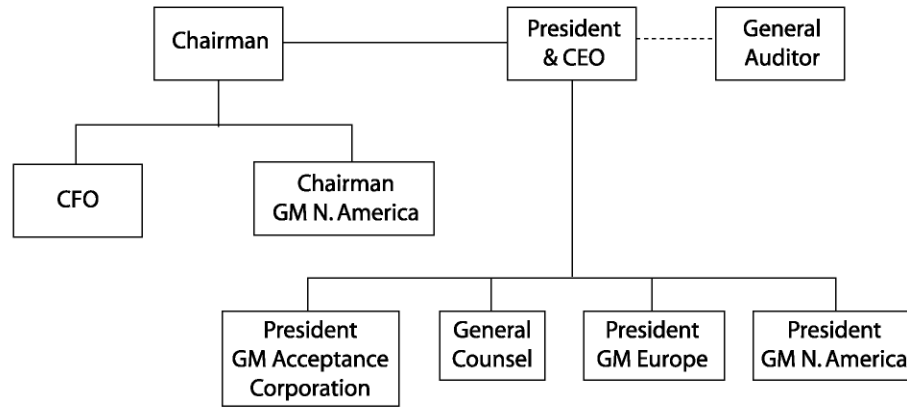 Chairman
President
& CEO
General
Auditor
CFO
Chairman
GM N. America
President
GM Acceptance
Corporation
General
Counsel
President
GM Europe
President
GM N. America